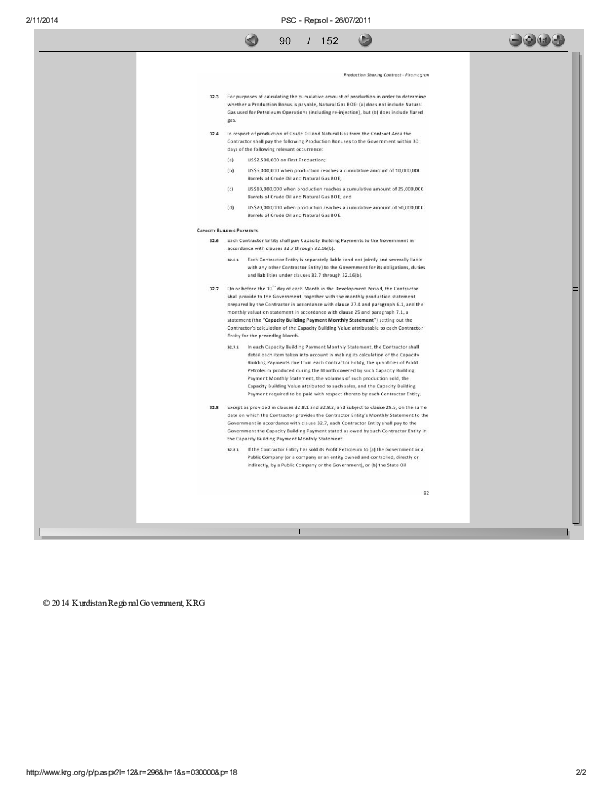 2/11/2014 PSC - Repsol - 26/07/2011
90 / 152
Production Sharing Contract - Piramagrun
32.3 For purposes of calculating the cumulative amount of production in order to determine
whether a Production Bonus is payable, Natural Gas BOE: (a) does not include Natural
Gas used for Petroleum Operations (including re-injection), but (b) does include flared
gas.
32.4 In respect of production of Crude Oil and Natural Gas from the Contract Area the
Contractor shall pay the following Production Bonuses to the Government within 30
days of the following relevant occurrence:
(a) US$2,500,000 on First Production;
(b) US$5,000,000 when production reaches a cumulative amount of 10,000,000
Barrels of Crude Oil and Natural Gas BOE;
(c) US$10,000,000 when production reaches a cumulative amount of 25,000,000
Barrels of Crude Oil and Natural Gas BOE; and
(d) US$20,000,000 when production reaches a cumulative amount of 50,000,000
Barrels of Crude Oil and Natural Gas BOE.
CAPACITY BUILDING PAYMENTS
32.6 Each Contractor Entity shall pay Capacity Building Payments to the Government in
accordance with clauses 32.7 through 32.16(b).
32.6.1 Each Contractor Entity is separately liable (and not jointly and severally liable
with any other Contractor Entity) to the Government for its obligations, duties
and liabilities under clauses 32.7 through 32.16(b).
32.7 On or before the 10th day of each Month in the Development Period, the Contractor
shall provide to the Government, together with the monthly production statement
prepared by the Contractor in accordance with clause 27.4 and paragraph 6.2, and the
monthly valuation statement in accordance with clause 25 and paragraph 7.1, a
statement (the "Capacity Building Payment Monthly Statement") setting out the
Contractor's calculation of the Capacity Building Value attributable to each Contractor
Entity for the preceding Month.
32.7.1 In each Capacity Building Payment Monthly Statement, the Contractor shall
detail each item taken into account in making its calculation of the Capacity
Building Payments due from each Contractor Entity, the quantities of Profit
Petroleum produced during the Month covered by such Capacity Building
Payment Monthly Statement, the volumes of such production sold, the
Capacity Building Value attributed to such sales, and the Capacity Building
Payment required to be paid with respect thereto by each Contractor Entity.
32.8 Except as provided in clauses 32.8.1 and 32.8.2, and subject to clause 25.5, on the same
date on which the Contractor provides the Contractor Entity's Monthly Statement to the
Government in accordance with clause 32.7, each Contractor Entity shall pay to the
Government the Capacity Building Payment stated as owed by such Contractor Entity in
the Capacity Building Payment Monthly Statement.
32.8.1 If the Contractor Entity has sold its Profit Petroleum to (a) the Government or a
Public Company (or a company or an entity owned and controlled, directly or
indirectly, by a Public Company or the Government), or (b) the State Oil
92
© 2014 Kurdistan Regional Government, KRG
http://www.krg.org/p/p.aspx?l=12&r=296&h=1&s=030000&p=18 2/2